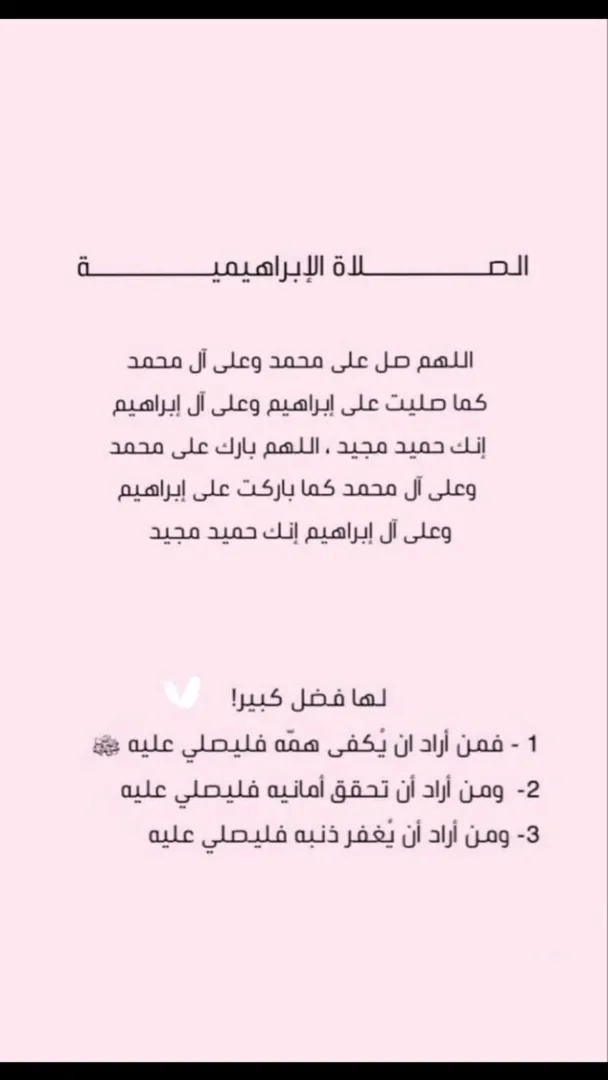 الصـــــــــــلاة الإبراهيميـــــــــــة
اللهم صل على محمد وعلى آل محمد
كما صليت على إبراهيم وعلى آل إبراهيم
إنك حميد مجيد ، اللهم بارك على محمد
وعلى آل محمد كما باركت على إبراهيم
وعلى آل إبراهيم إنك حميد مجيد
لها فضل كبير!
1 - فمن أراد ان يُكفى همّه فليصلي عليه ﷺ
2- ومن أراد أن تحقق أمانيه فليصلي عليه
3- ومن أراد أن يُغفر ذنبه فليصلي عليه